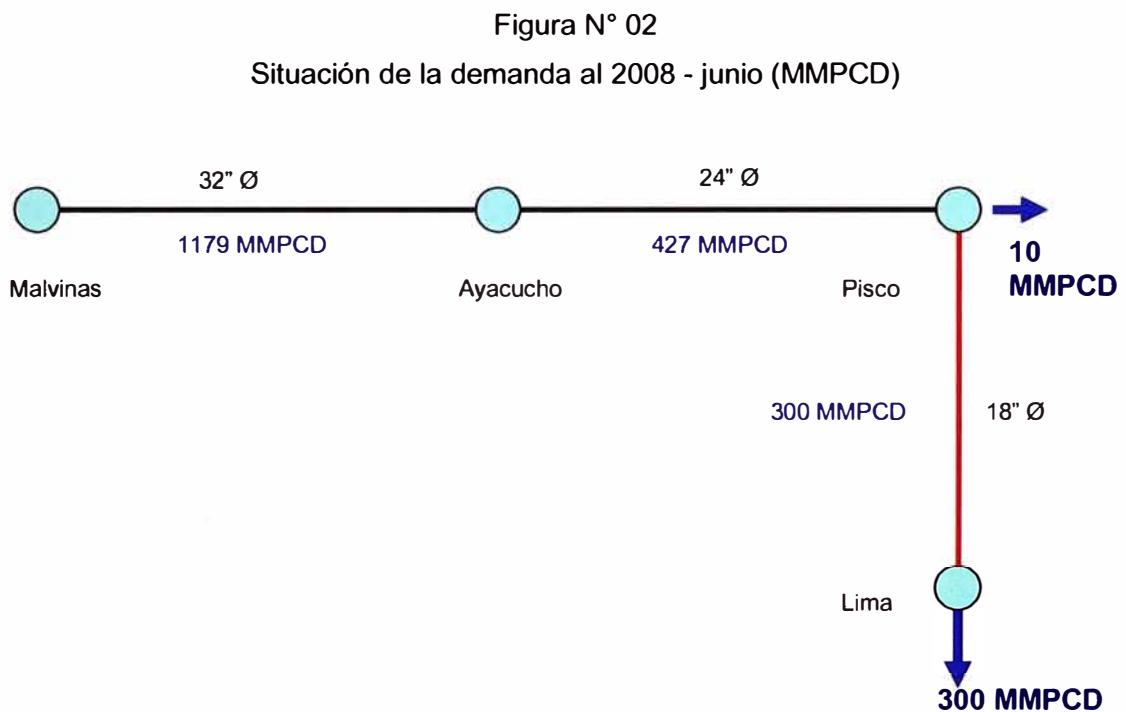 Figura N° 02
Situación de la demanda al 2008 - junio (MMPCD)
32" Ø
24" Ø
1179 MMPCD
427 MMPCD
10
MMPCD
Malvinas
Ayacucho
Pisco
300 MMPCD
18" Ø
Lima
300 MMPCD